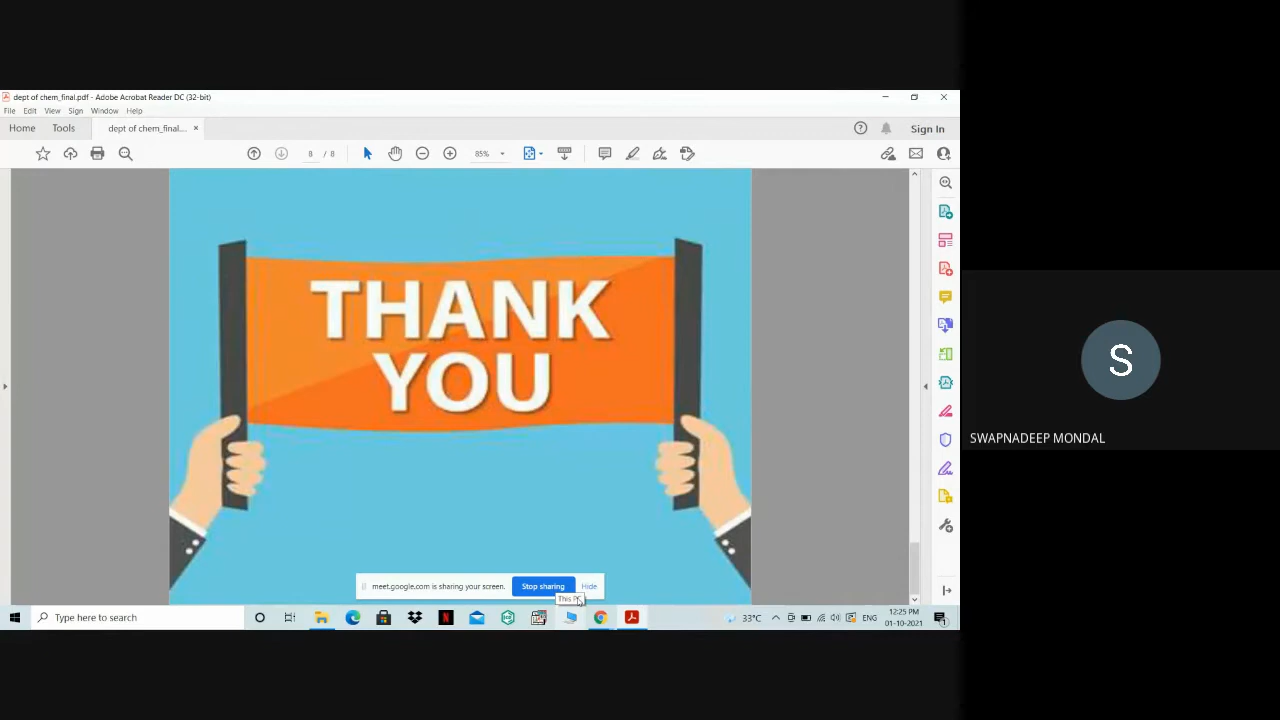 dept of chem_final.pdf - Adobe Acrobat Reader DC (32-bit)
File Edit View Sign Window Help
Home Tools dept of chem_final... × Sign In
8 / 8 85%
THANK
YOU
meet.google.com is sharing your screen. Stop sharing Hide
This PC
Type here to search
33°C ENG 12:25 PM
01-10-2021
S
SWAPNADEEP MONDAL